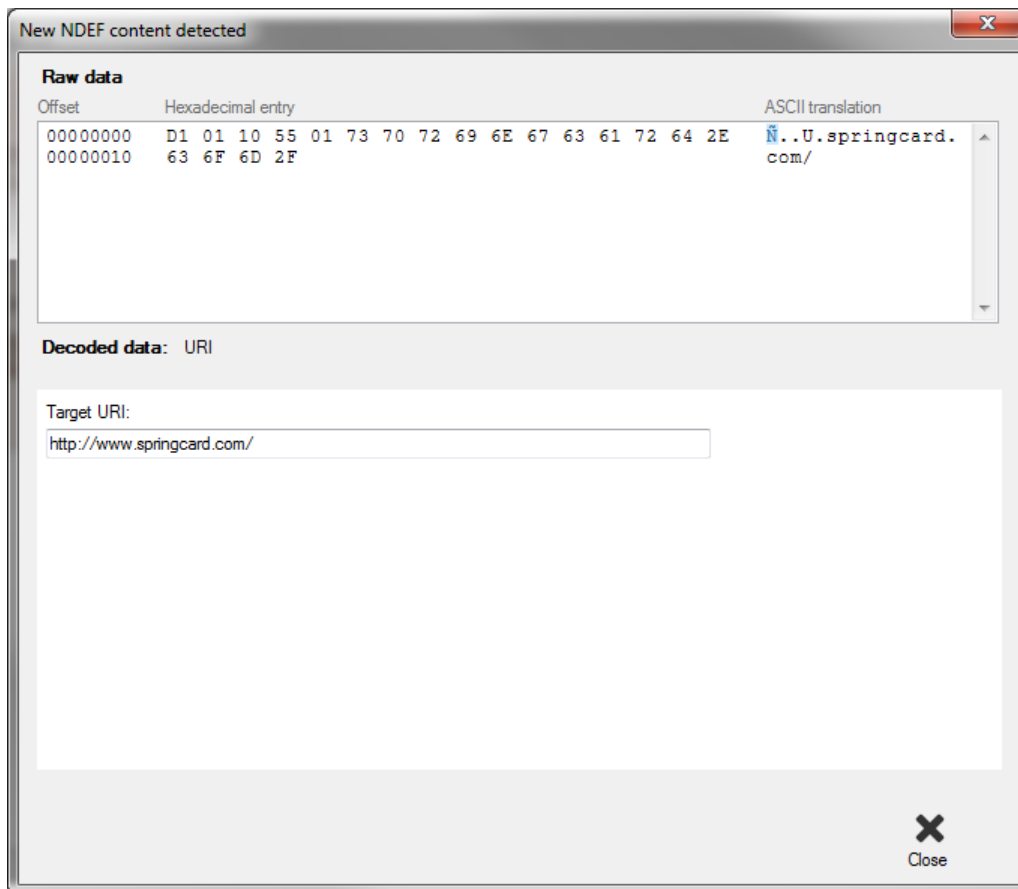 New NDEF content detected
Raw data
Offset Hexadecimal entry ASCII translation
00000000 D1 01 10 55 01 73 70 72 69 6E 67 63 61 72 64 2E Ñ..U.springcard.
00000010 63 6F 6D 2F com/
Decoded data: URI
Target URI:
http://www.springcard.com/
Close